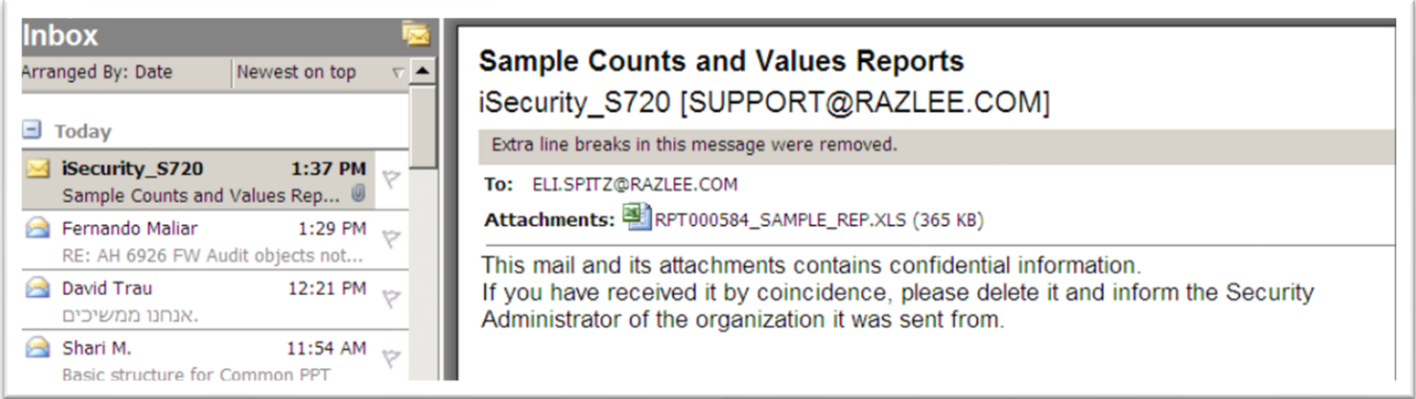 Inbox
Arranged By: Date Newest on top
Today
iSecurity_S720 1:37 PM
Sample Counts and Values Rep...
Fernando Maliar 1:29 PM
RE: AH 6926 FW Audit objects not...
David Trau 12:21 PM
אנחנו ממשיכים.
Shari M. 11:54 AM
Basic structure for Common PPT
Sample Counts and Values Reports
iSecurity_S720 [SUPPORT@RAZLEE.COM]
Extra line breaks in this message were removed.
To: ELI.SPITZ@RAZLEE.COM
Attachments: RPT000584_SAMPLE_REP.XLS (365 KB)
This mail and its attachments contains confidential information.
If you have received it by coincidence, please delete it and inform the Security
Administrator of the organization it was sent from.